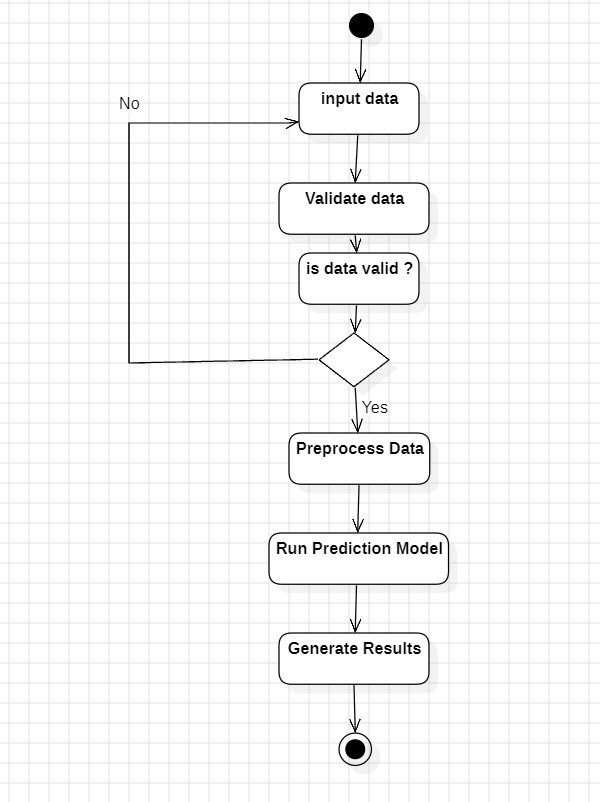 No
input data
Validate data
is data valid ?
Yes
Preprocess Data
Run Prediction Model
Generate Results